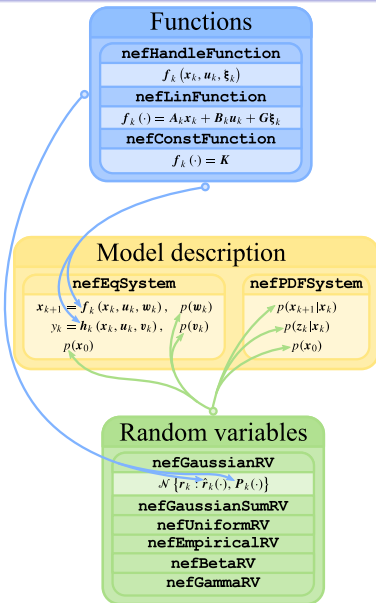 Functions
nefHandleFunction
f_k (x_k, u_k, ξ_k)
nefLinFunction
f_k (·) = A_k x_k + B_k u_k + Gξ_k
nefConstFunction
f_k (·) = K
Model description
nefEqSystem
x_{k+1} = f_k (x_k, u_k, w_k) , p(w_k)
y_k = h_k (x_k, u_k, v_k) , p(v_k)
p(x_0)
nefPDFSystem
p(x_{k+1}|x_k)
p(z_k|x_k)
p(x_0)
Random variables
nefGaussianRV
𝒩 {r_k : r̂_k(·), P_k(·)}
nefGaussianSumRV
nefUniformRV
nefEmpiricalRV
nefBetaRV
nefGammaRV